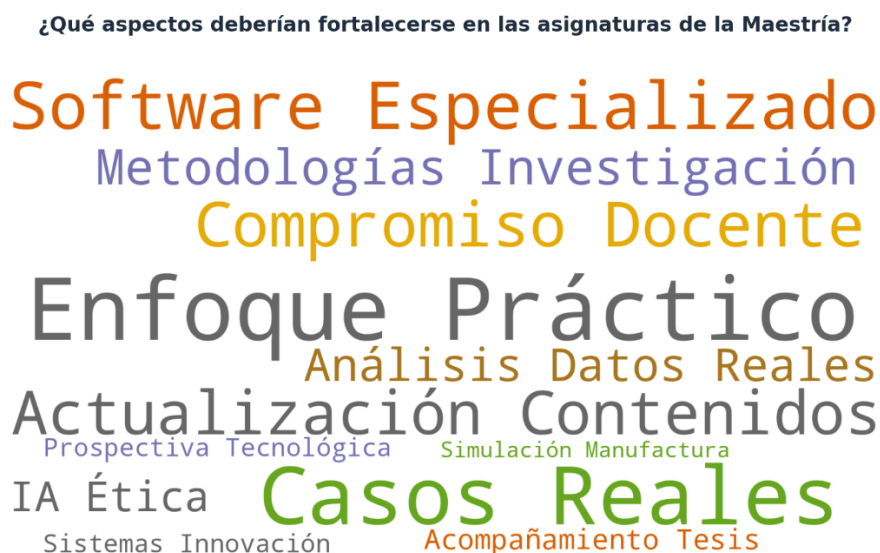 ¿Qué aspectos deberían fortalecerse en las asignaturas de la Maestría?
Software Especializado
Metodologías Investigación
Compromiso Docente
Enfoque Práctico
Análisis Datos Reales
Actualización Contenidos
Prospectiva Tecnológica
Simulación Manufactura
IA Ética
Casos Reales
Sistemas Innovación
Acompañamiento Tesis